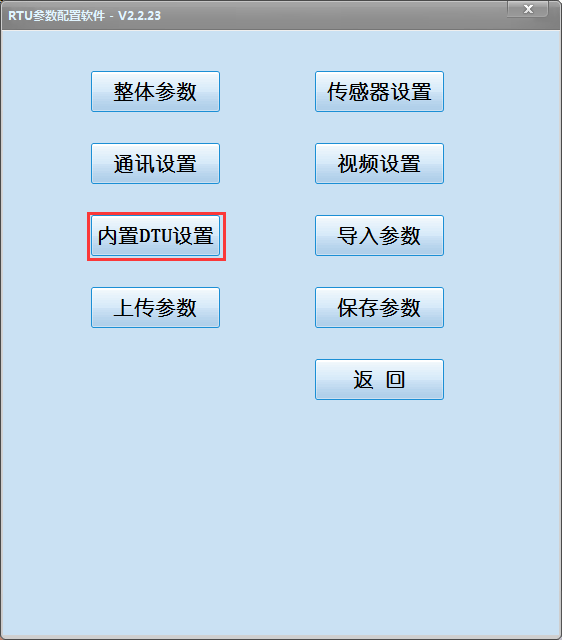 RTU参数配置软件 - V2.2.23
整体参数
传感器设置
通讯设置
视频设置
内置DTU设置
导入参数
上传参数
保存参数
返 回